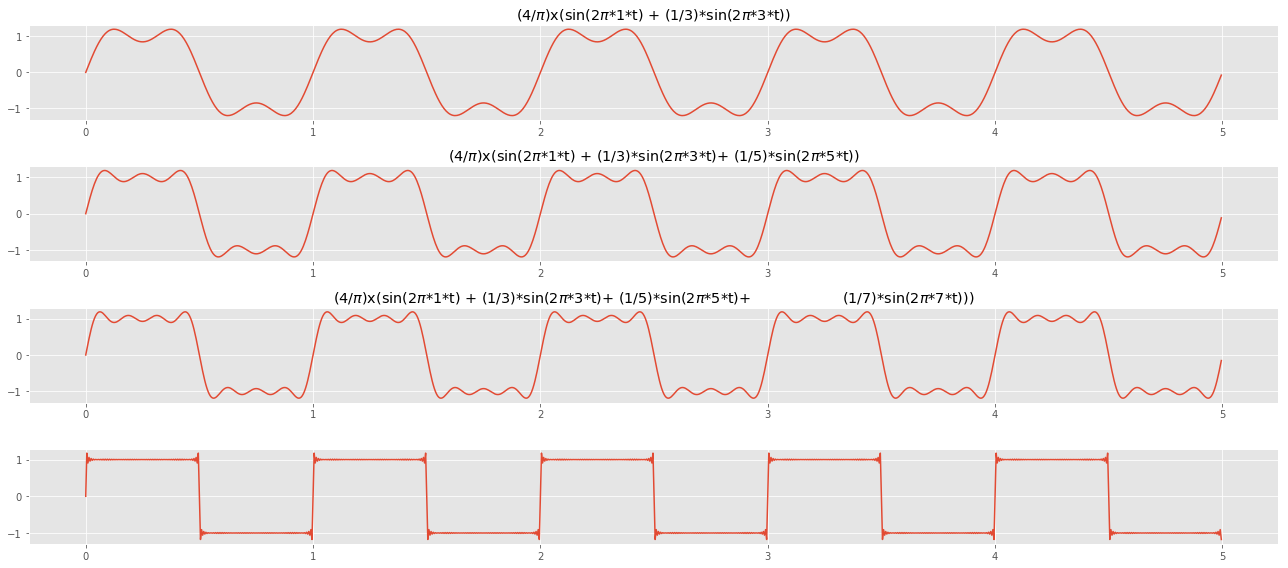 (4/π)x(sin(2π*1*t) + (1/3)*sin(2π*3*t))
1
0
−1
0 1 2 3 4 5
(4/π)x(sin(2π*1*t) + (1/3)*sin(2π*3*t)+ (1/5)*sin(2π*5*t))
1
0
−1
0 1 2 3 4 5
(4/π)x(sin(2π*1*t) + (1/3)*sin(2π*3*t)+ (1/5)*sin(2π*5*t)+ (1/7)*sin(2π*7*t)))
1
0
−1
0 1 2 3 4 5
1
0
−1
0 1 2 3 4 5